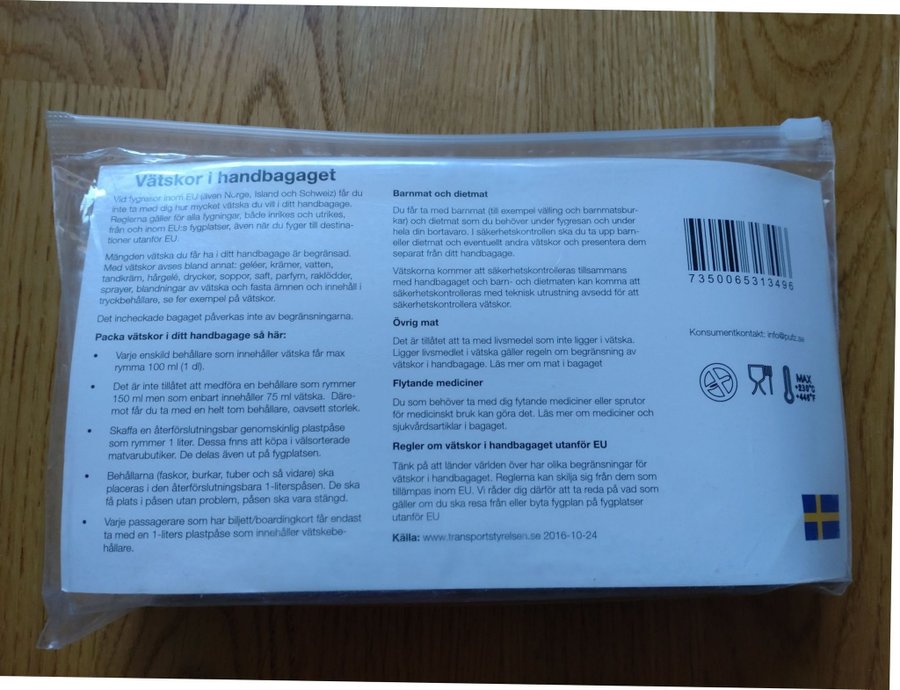 Vätskor i handbagaget
Vid fygresor inom EU (även Nurge, Island och Schweiz) får du
inte ta med dig hur mycket vätska du vill i ditt handbagage.
Reglerna gäller för alla fygningar, både inrikes och utrikes,
från och inom EU:s fygplatser, även när du fyger till destina-
tioner utanför EU.
Mängden vätska du får ha i ditt handbagage är begränsad.
Med vätskor avses bland annat: geléer, krämer, vatten,
tandkräm, hårgelé, drycker, soppor, saft, parfym, raklödder,
sprayer, blandningar av vätska och fasta ämnen och innehåll i
tryckbehållare, se fer exempel på vätskor.
Det incheckade bagaget påverkas inte av begränsningarna.
Packa vätskor i ditt handbagage så här:
• Varje enskild behållare som innehåller vätska får max
rymma 100 ml (1 dl).
• Det är inte tillåtet att medföra en behållare som rymmer
150 ml men som enbart innehåller 75 ml vätska. Däre-
mot får du ta med en helt tom behållare, oavsett storlek.
• Skaffa en återförslutningsbar genomskinlig plastpåse
som rymmer 1 liter. Dessa fnns att köpa i välsorterade
matvarubutiker. De delas även ut på fygplatsen.
• Behållarna (faskor, burkar, tuber och så vidare) ska
placeras i den återförslutningsbara 1-literspåsen. De ska
få plats i påsen utan problem, påsen ska vara stängd.
• Varje passagerare som har biljett/boardingkort får endast
ta med en 1-liters plastpåse som innehåller vätskebe-
hållare.
Barnmat och dietmat
Du får ta med barnmat (till exempel välling och barnmatsbur-
kar) och dietmat som du behöver under fygresan och under
hela din bortavaro. I säkerhetskontrollen ska du ta upp barn-
eller dietmat och eventuellt andra vätskor och presentera dem
separat från ditt handbagage.
Vätskorna kommer att säkerhetskontrolleras tillsammans
med handbagaget och barn- och dietmaten kan komma att
säkerhetskontrolleras med teknisk utrustning avsedd för att
säkerhetskontrollera vätskor.
Övrig mat
Det är tillåtet att ta med livsmedel som inte ligger i vätska.
Ligger livsmedlet i vätska gäller regeln om begränsning av
vätskor i handbagage. Läs mer om mat i bagaget
Flytande mediciner
Du som behöver ta med dig flytande mediciner eller sprutor
för medicinskt bruk kan göra det. Läs mer om mediciner och
sjukvårdsartiklar i bagaget.
Regler om vätskor i handbagaget utanför EU
Tänk på att länder världen över har olika begränsningar för
vätskor i handbagaget. Reglerna kan skilja sig från dem som
tillämpas inom EU. Vi råder dig därför att ta reda på vad som
gäller om du ska resa från eller byta fygplan på fygplatser
utanför EU
Källa: www.transportstyrelsen.se 2016-10-24
7350065313496
Konsumentkontakt: info@putz.se
MAX
+230°C
+446°F